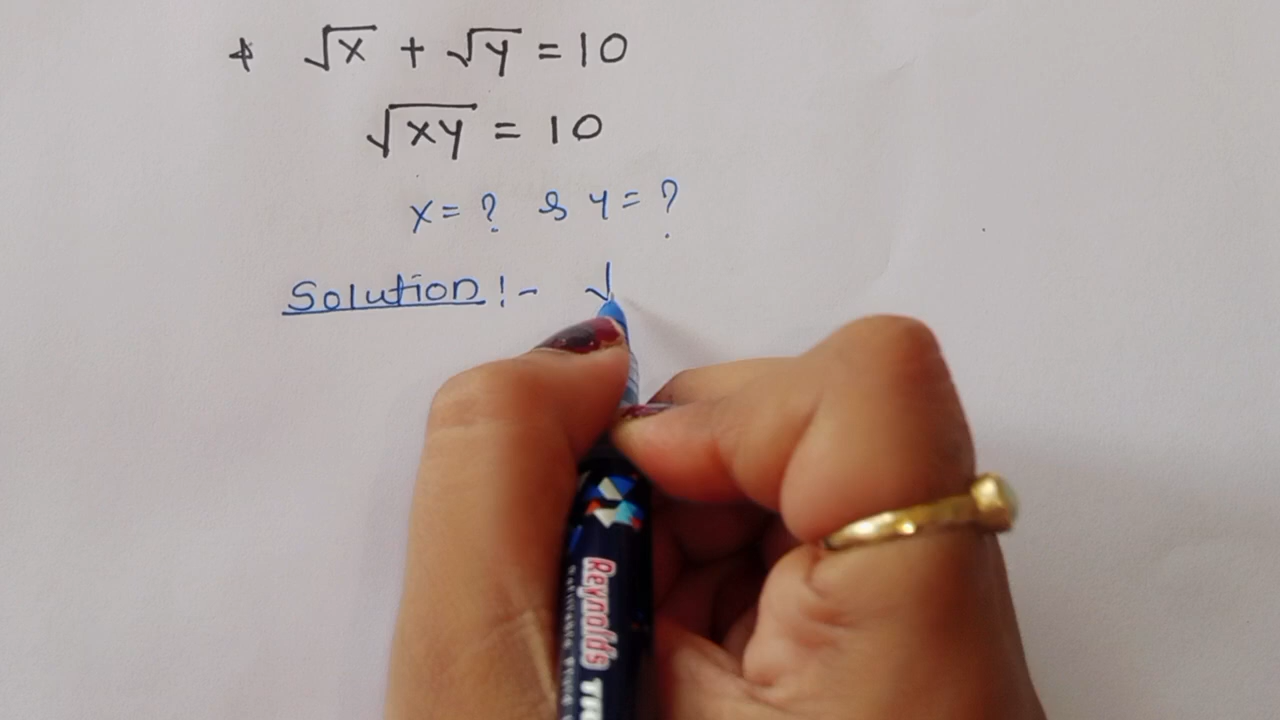 * √x + √y = 10
√xy = 10
x = ? & y = ?
Solution :- √
Reynolds